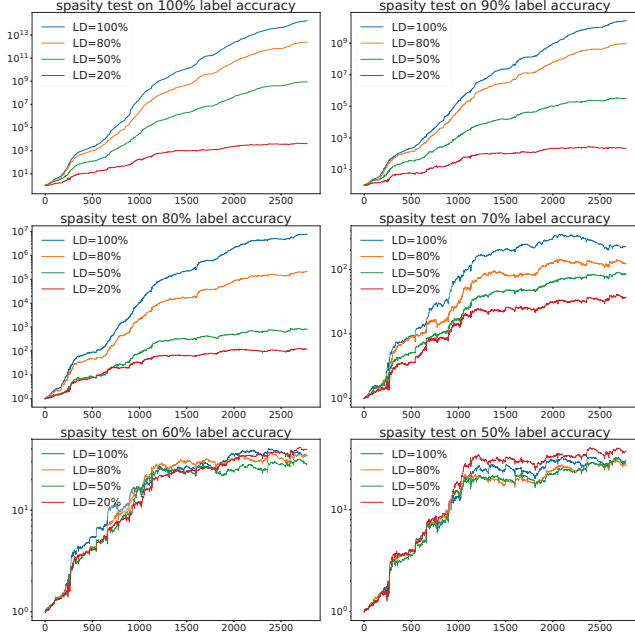 spasity test on 100% label accuracy
LD=100%
LD=80%
LD=50%
LD=20%
10^13
10^11
10^9
10^7
10^5
10^3
10^1
0 500 1000 1500 2000 2500
spasity test on 90% label accuracy
LD=100%
LD=80%
LD=50%
LD=20%
10^9
10^7
10^5
10^3
10^1
0 500 1000 1500 2000 2500
spasity test on 80% label accuracy
LD=100%
LD=80%
LD=50%
LD=20%
10^7
10^6
10^5
10^4
10^3
10^2
10^1
10^0
0 500 1000 1500 2000 2500
spasity test on 70% label accuracy
LD=100%
LD=80%
LD=50%
LD=20%
10^2
10^1
10^0
0 500 1000 1500 2000 2500
spasity test on 60% label accuracy
LD=100%
LD=80%
LD=50%
LD=20%
10^1
10^0
0 500 1000 1500 2000 2500
spasity test on 50% label accuracy
LD=100%
LD=80%
LD=50%
LD=20%
10^1
10^0
0 500 1000 1500 2000 2500